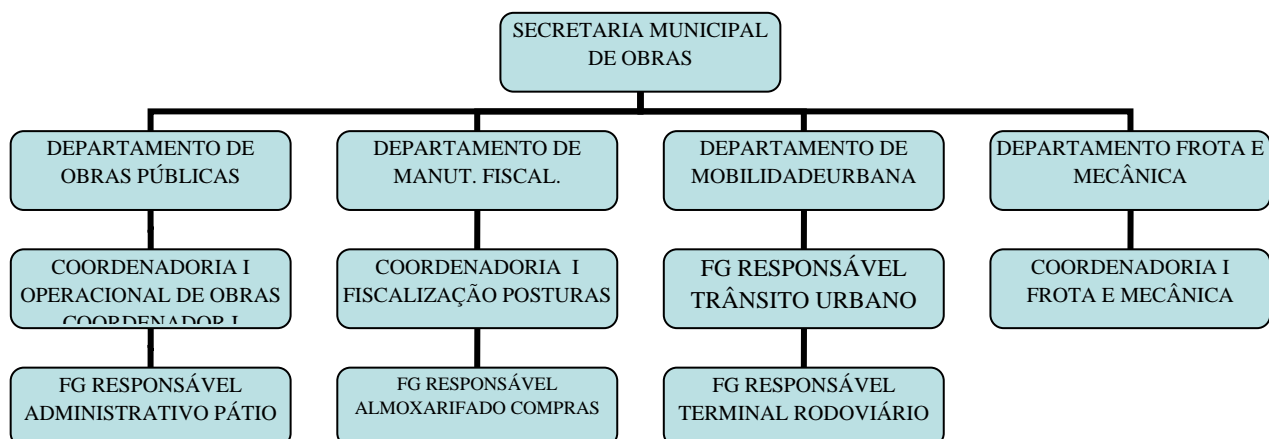 SECRETARIA MUNICIPAL
DE OBRAS
DEPARTAMENTO DE
OBRAS PÚBLICAS
DEPARTAMENTO DE
MANUT. FISCAL.
DEPARTAMENTO DE
MOBILIDADEURBANA
DEPARTAMENTO FROTA E
MECÂNICA
COORDENADORIA I
OPERACIONAL DE OBRAS
COORDENADOR I
COORDENADORIA I
FISCALIZAÇÃO POSTURAS
FG RESPONSÁVEL
TRÂNSITO URBANO
COORDENADORIA I
FROTA E MECÂNICA
FG RESPONSÁVEL
ADMINISTRATIVO PÁTIO
FG RESPONSÁVEL
ALMOXARIFADO COMPRAS
FG RESPONSÁVEL
TERMINAL RODOVIÁRIO